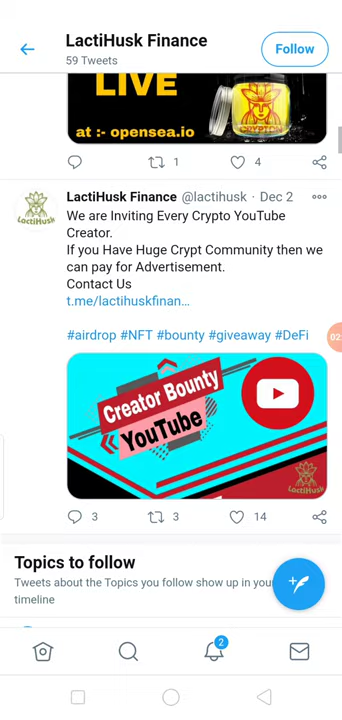 LactiHusk Finance
59 Tweets
Follow
LIVE
at :- opensea.io
CRYPTON
1
4
LactiHusk
LactiHusk Finance @lactihusk · Dec 2
We are Inviting Every Crypto YouTube
Creator.
If you Have Huge Crypt Community then we
can pay for Advertisement.
Contact Us
t.me/lactihuskfinan...
#airdrop #NFT #bounty #giveaway #DeFi
02
Creator Bounty
YouTube
LactiHusk
3
3
14
Topics to follow
Tweets about the Topics you follow show up in your
timeline
2